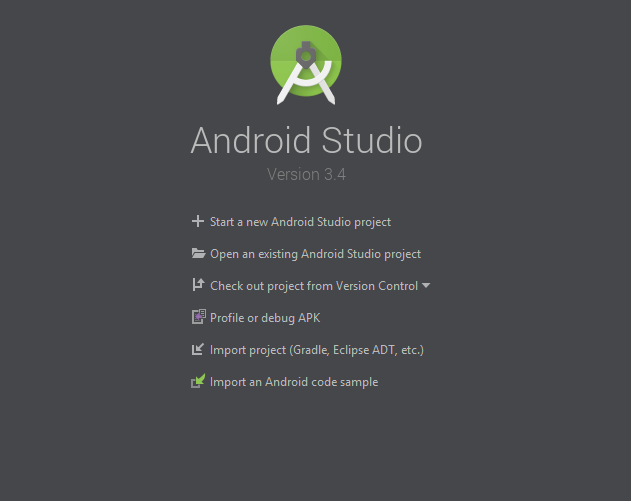 Android Studio
Version 3.4
Start a new Android Studio project
Open an existing Android Studio project
Check out project from Version Control
Profile or debug APK
Import project (Gradle, Eclipse ADT, etc.)
Import an Android code sample